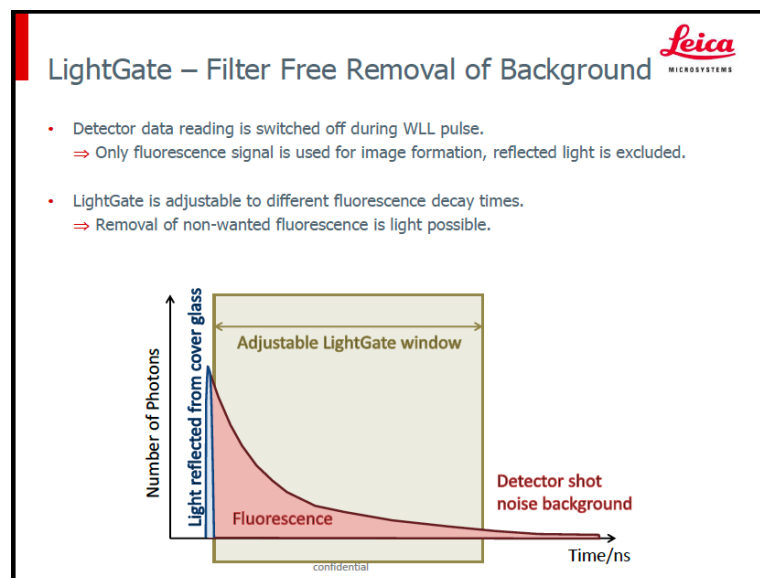 Leica
MICROSYSTEMS
LightGate – Filter Free Removal of Background
• Detector data reading is switched off during WLL pulse.
⇒ Only fluorescence signal is used for image formation, reflected light is excluded.
• LightGate is adjustable to different fluorescence decay times.
⇒ Removal of non-wanted fluorescence is light possible.
Number of Photons
Light reflected from cover glass
Adjustable LightGate window
Fluorescence
Detector shot
noise background
Time/ns
confidential